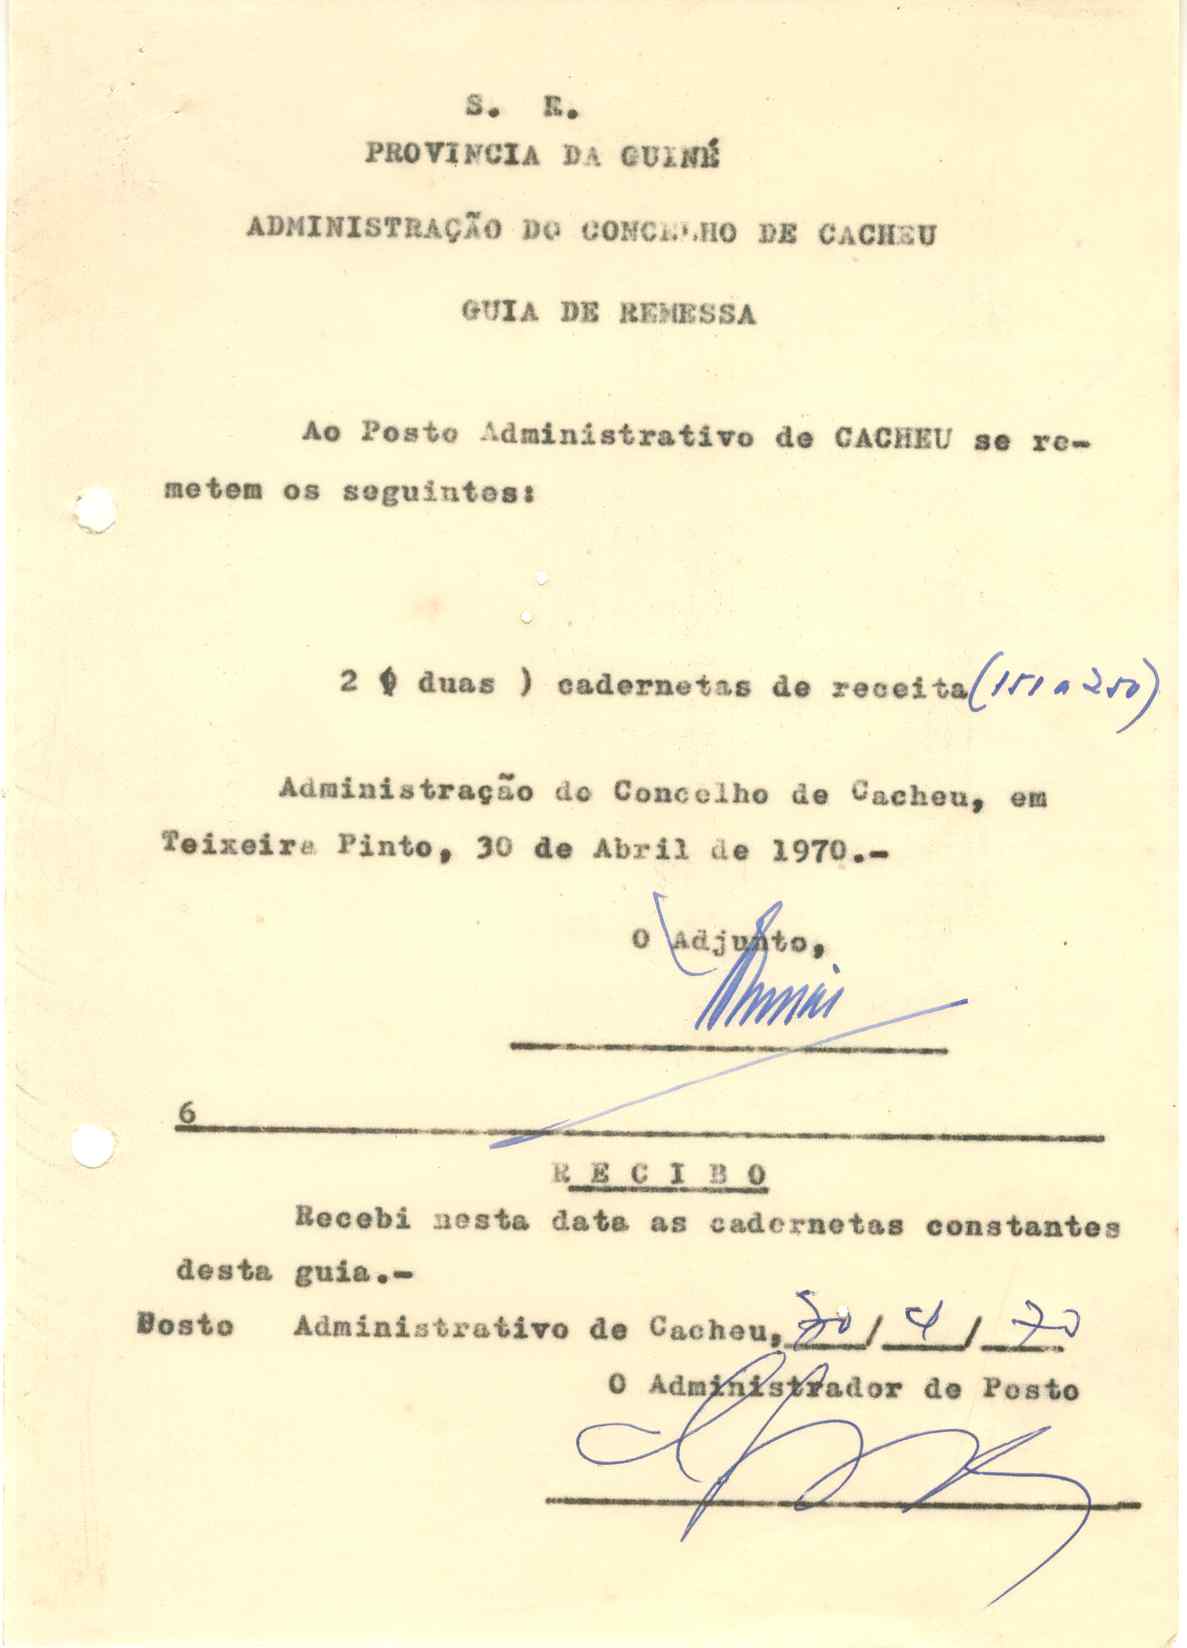 S. R.
PROVINCIA DA GUINÉ
ADMINISTRAÇÃO DO CONCELHO DE CACHEU
GUIA DE REMESSA
Ao Posto Administrativo de CACHEU se re-
metem os seguintes:
2 ( duas ) cadernetas de receita (151 a 250)
Administração do Concelho de Cacheu, em
Teixeira Pinto, 30 de Abril de 1970.-
O Adjunto,
6
R E C I B O
Recebi nesta data as cadernetas constantes
desta guia.-
Posto Administrativo de Cacheu, 30/4/70
O Administrador de Posto